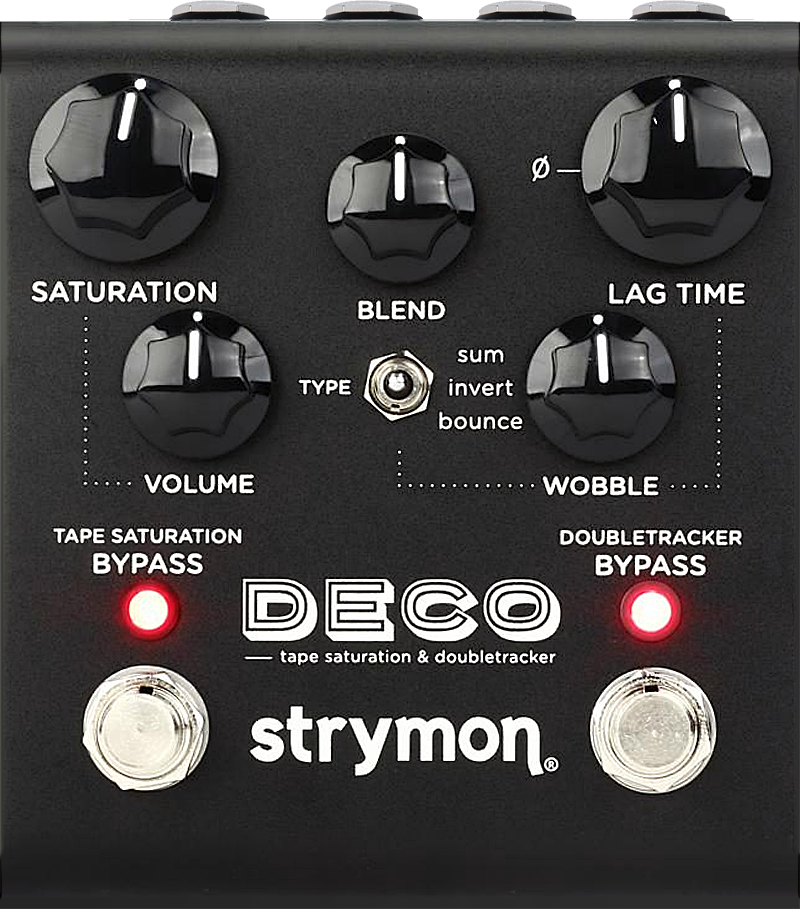 Ø
SATURATION
BLEND
LAG TIME
TYPE
sum
invert
bounce
VOLUME
WOBBLE
TAPE SATURATION
BYPASS
DOUBLETRACKER
BYPASS
DECO
tape saturation & doubletracker
strymon®